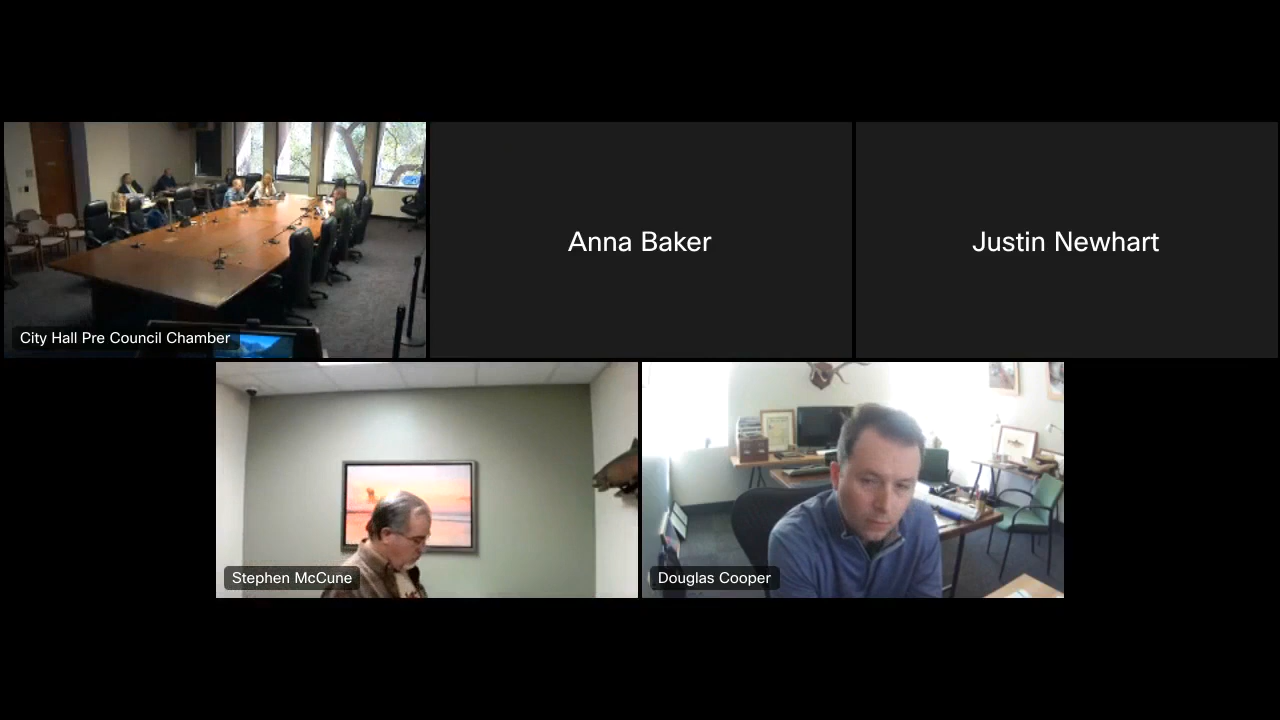 City Hall Pre Council Chamber
Anna Baker
Justin Newhart
Stephen McCune
Douglas Cooper